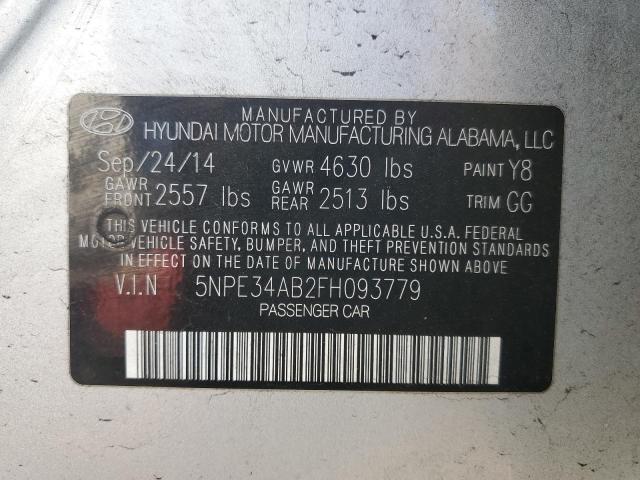 MANUFACTURED BY
HYUNDAI MOTOR MANUFACTURING ALABAMA, LLC
Sep/24/14 GVWR 4630 lbs PAINT Y8
GAWR FRONT 2557 lbs GAWR REAR 2513 lbs TRIM GG
THIS VEHICLE CONFORMS TO ALL APPLICABLE U.S.A. FEDERAL
MOTOR VEHICLE SAFETY, BUMPER, AND THEFT PREVENTION STANDARDS
IN EFFECT ON THE DATE OF MANUFACTURE SHOWN ABOVE.
V.I.N 5NPE34AB2FH093779
PASSENGER CAR